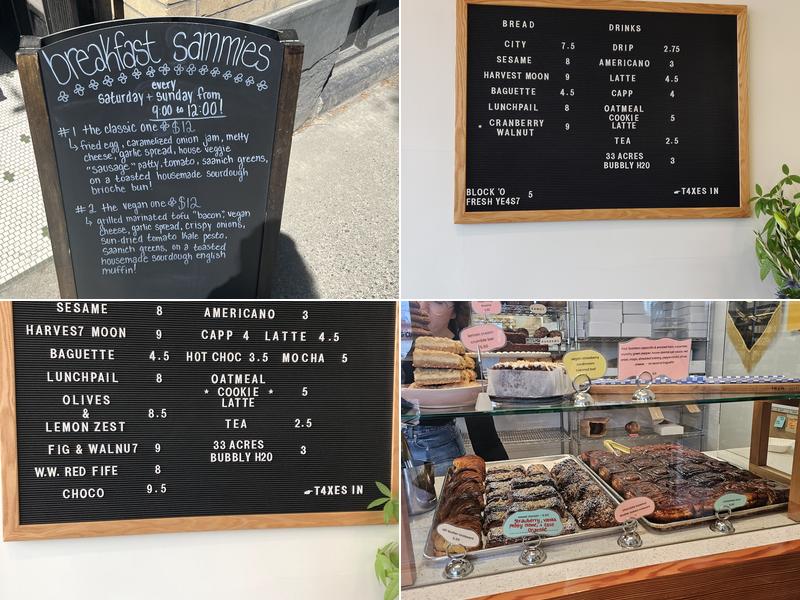 breakfast sammies
every
saturday + sunday from
9:00 to 12:00!
#1 the classic one $12
fried egg, caramelized onion jam, melty
cheese, garlic spread, house veggie
"sausage" patty, tomato, saanich greens,
on a toasted housemade sourdough
brioche bun!
#2 the vegan one $12
grilled marinated tofu "bacon", vegan
cheese, garlic spread, crispy onions,
sun-dried tomato kale pesto,
saanich greens, on a toasted
housemade sourdough english
muffin!
BREAD DRINKS
CITY 7.5 DRIP 2.75
SESAME 8 AMERICANO 3
HARVEST MOON 9 LATTE 4.5
BAGUETTE 4.5 CAPP 4
LUNCHPAIL 8 OATMEAL
COOKIE 5
LATTE
* CRANBERRY 9
WALNUT
TEA 2.5
33 ACRES 3
BUBBLY H2O
BLOCK 'O 5
FRESH YE4S7
T4XES IN
SESAME 8 AMERICANO 3
HARVES7 MOON 9 CAPP 4 LATTE 4.5
BAGUETTE 4.5 HOT CHOC 3.5 MOCHA 5
LUNCHPAIL 8 OATMEAL
* COOKIE * 5
LATTE
OLIVES
& 8.5
LEMON ZEST
TEA 2.5
FIG & WALNU7 9 33 ACRES 3
BUBBLY H2O
W.W. RED FIFE 8
CHOCO 9.5
T4XES IN